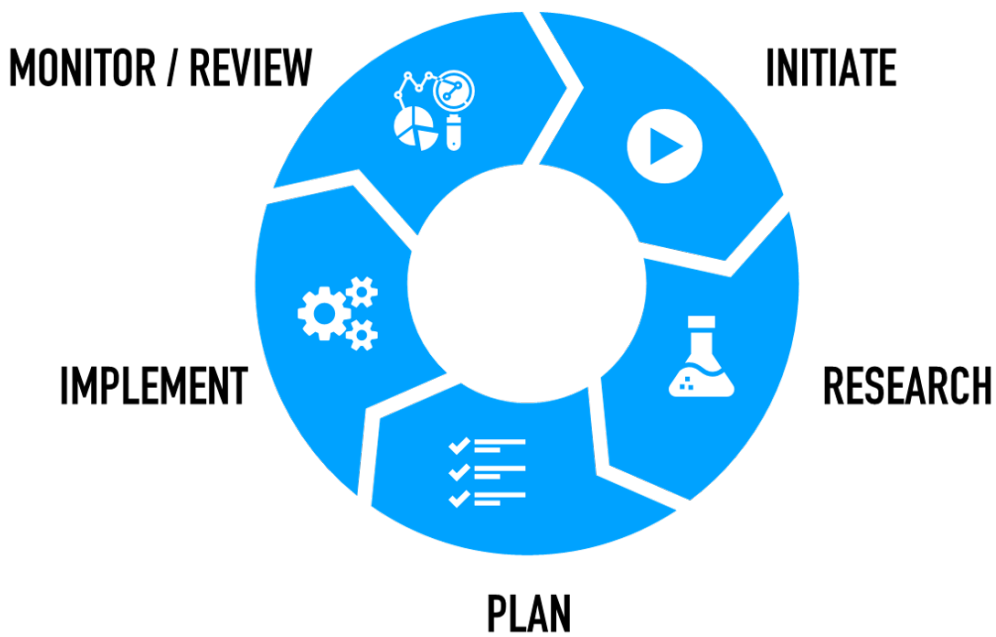 MONITOR / REVIEW
INITIATE
IMPLEMENT
RESEARCH
PLAN